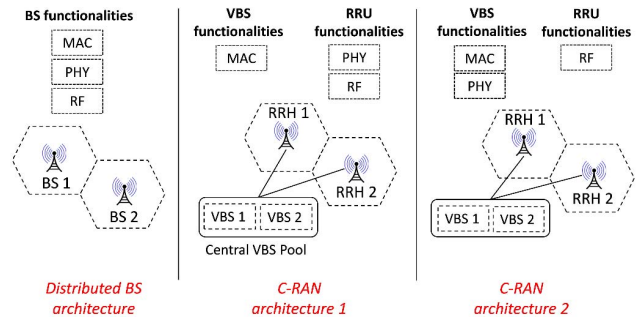 BS functionalities
MAC
PHY
RF
BS 1
BS 2
Distributed BS
architecture
VBS
functionalities
RRU
functionalities
MAC
PHY
RF
RRH 1
RRH 2
VBS 1
VBS 2
Central VBS Pool
C-RAN
architecture 1
VBS
functionalities
RRU
functionalities
MAC
PHY
RF
RRH 1
RRH 2
VBS 1
VBS 2
C-RAN
architecture 2